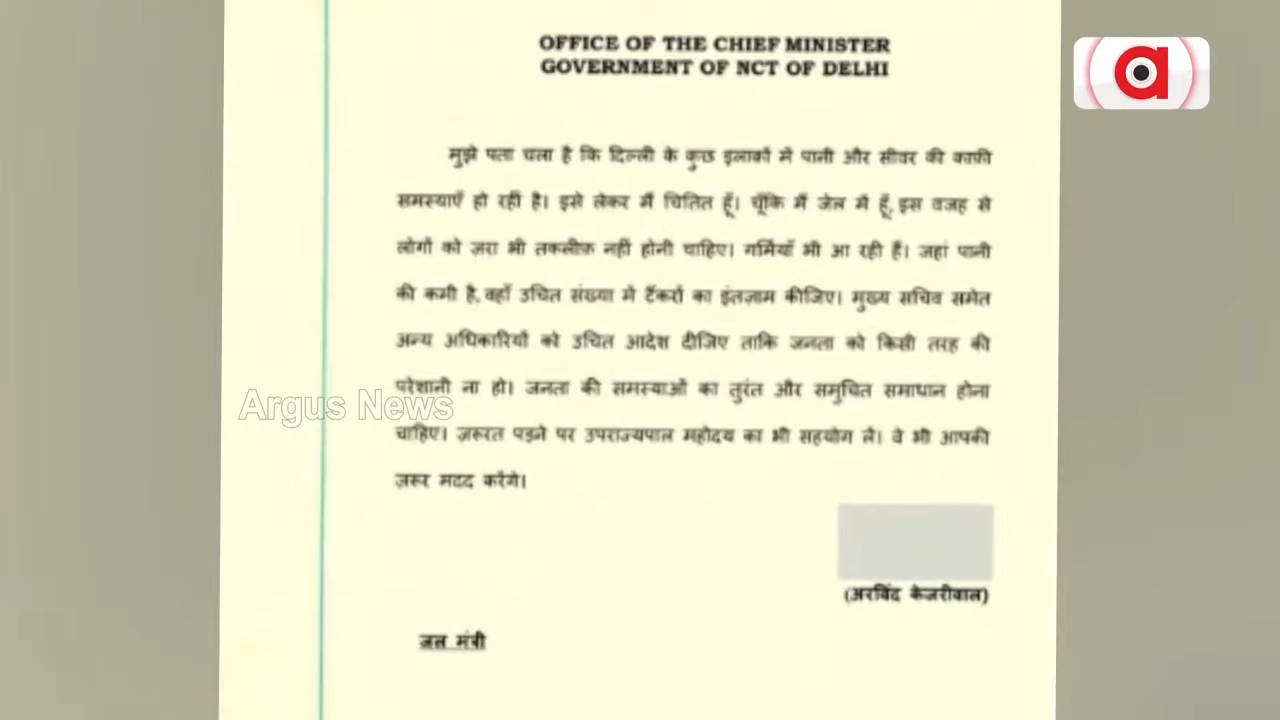 OFFICE OF THE CHIEF MINISTER
GOVERNMENT OF NCT OF DELHI
मुझे पता चला है कि दिल्ली के कुछ इलाकों में पानी और सीवर की काफ़ी
समस्याएँ हो रहीं है। इसे लेकर मैं चिंतित हूँ। चूँकि मैं जेल में हूँ, इस वजह से
लोगों को ज़रा भी तकलीफ़ नहीं होनी चाहिए। गर्मियाँ भी आ रही हैं। जहां पानी
की कमी है, वहाँ उचित संख्या में टैंकरों का इंतज़ाम कीजिए। मुख्य सचिव समेत
अन्य अधिकारियों को उचित आदेश दीजिए ताकि जनता को किसी तरह की
परेशानी ना हो। जनता की समस्याओं का तुरंत और समुचित समाधान होना
चाहिए। ज़रूरत पड़ने पर उपराज्यपाल महोदय का भी सहयोग लें। वे भी आपकी
ज़रूर मदद करेंगे।
(अरविंद केजरीवाल)
जल मंत्री
Argus News
a